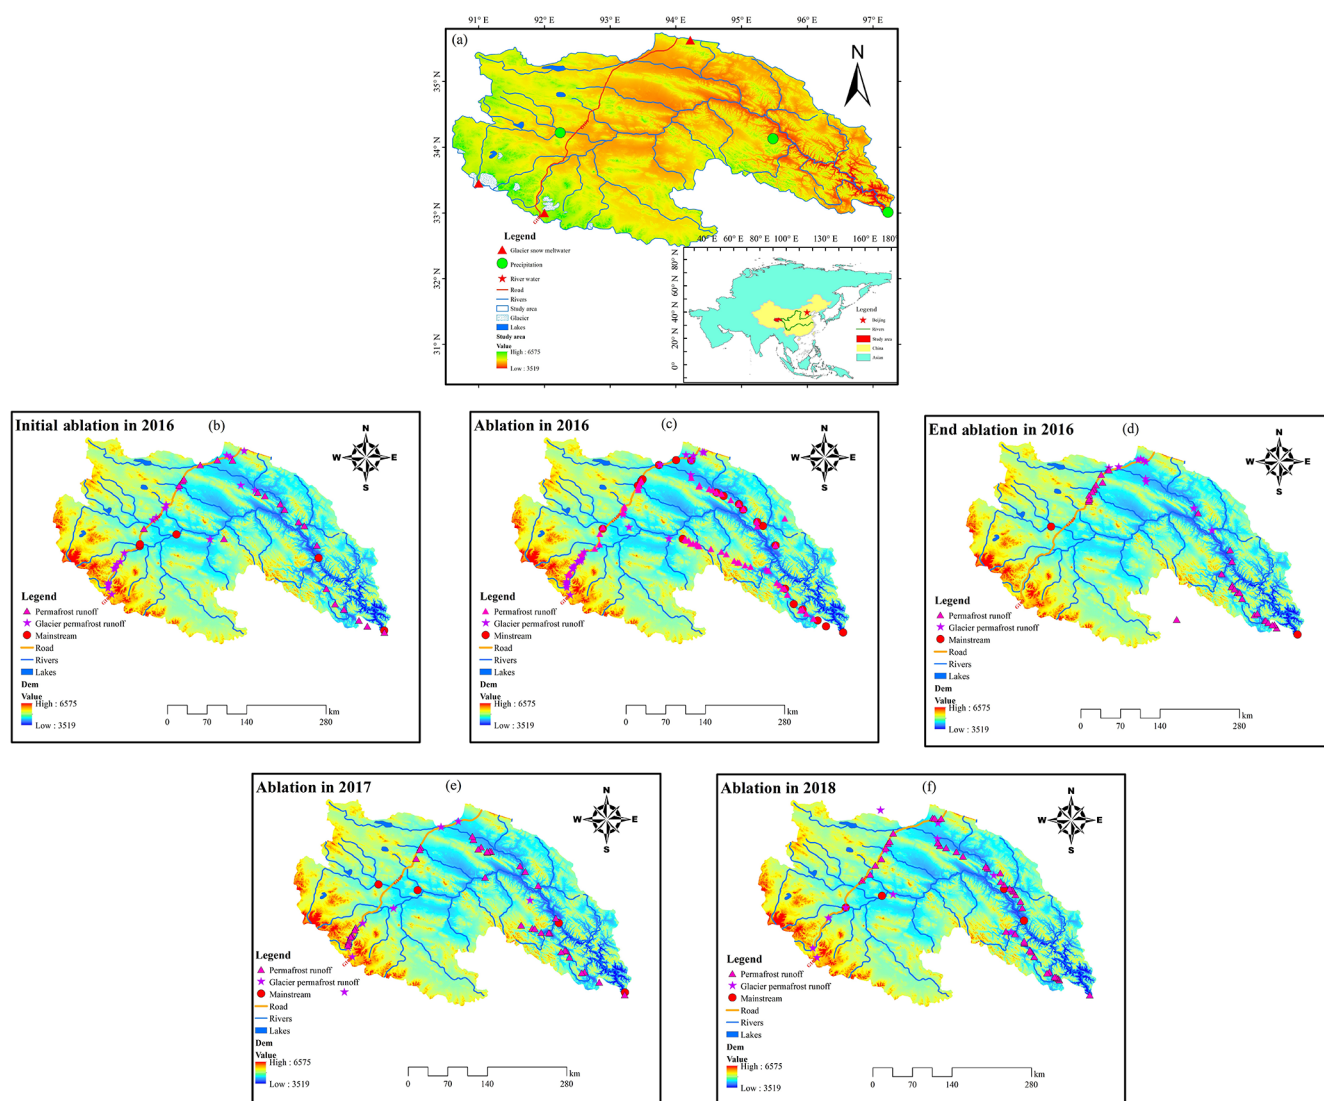 91° E 92° E 93° E 94° E 95° E 96° E 97° E
(a)
N
35° N
34° N
33° N
32° N
31° N
Legend
Glacier snow meltwater
Precipitation
River water
Road
Rivers
Study area
Glacier
Lakes
Study area
Value
High : 6575
Low : 3519
40° E 60° E 80° E 100° E 130° E 160° E 180°
80° N
60° N
40° N
20° N
0°
Legend
Beijing
Rivers
Study area
China
Asian
Initial ablation in 2016 (b)
N
W E
S
Legend
Permafrost runoff
Glacier permafrost runoff
Mainstream
Road
Rivers
Lakes
Dem
Value
High : 6575
Low : 3519
km
0 70 140 280
Ablation in 2016 (c)
N
W E
S
Legend
Permafrost runoff
Glacier permafrost runoff
Minstream
Road
Rivers
Lakes
Dem
Value
High : 6575
Low : 3519
km
0 70 140 280
End ablation in 2016 (d)
N
W E
S
Legend
Permafrost runoff
Glacier permafrost runoff
Mainstream
Road
Rivers
Lakes
Dem
Value
High : 6575
Low : 3519
km
0 70 140 280
Ablation in 2017 (e)
N
W E
S
Legend
Permafrost runoff
Glacier permafrost runoff
Mainstream
Road
Rivers
Lakes
Dem
Value
High : 6575
Low : 3519
km
0 70 140 280
Ablation in 2018 (f)
N
W E
S
Legend
Permafrost runoff
Glacier permafrost runoff
Mainstream
Road
Rivers
Lakes
Dem
Value
High : 6575
Low : 3519
km
0 70 140 280